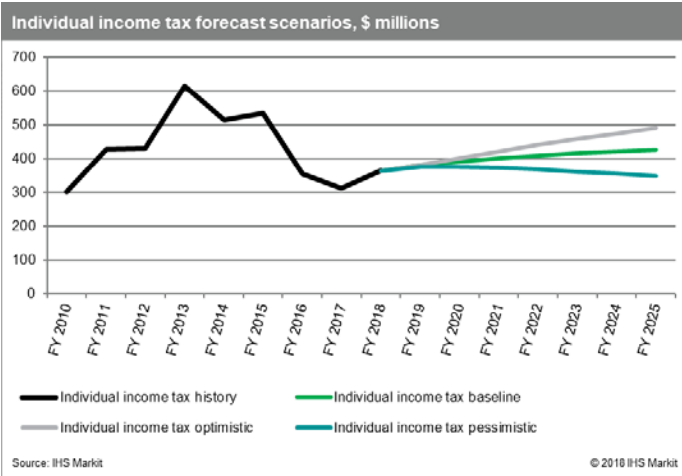 Individual income tax forecast scenarios, $ millions
700
600
500
400
300
200
100
0
FY 2010
FY 2011
FY 2012
FY 2013
FY 2014
FY 2015
FY 2016
FY 2017
FY 2018
FY 2019
FY 2020
FY 2021
FY 2022
FY 2023
FY 2024
FY 2025
Individual income tax history
Individual income tax baseline
Individual income tax optimistic
Individual income tax pessimistic
Source: IHS Markit
© 2018 IHS Markit